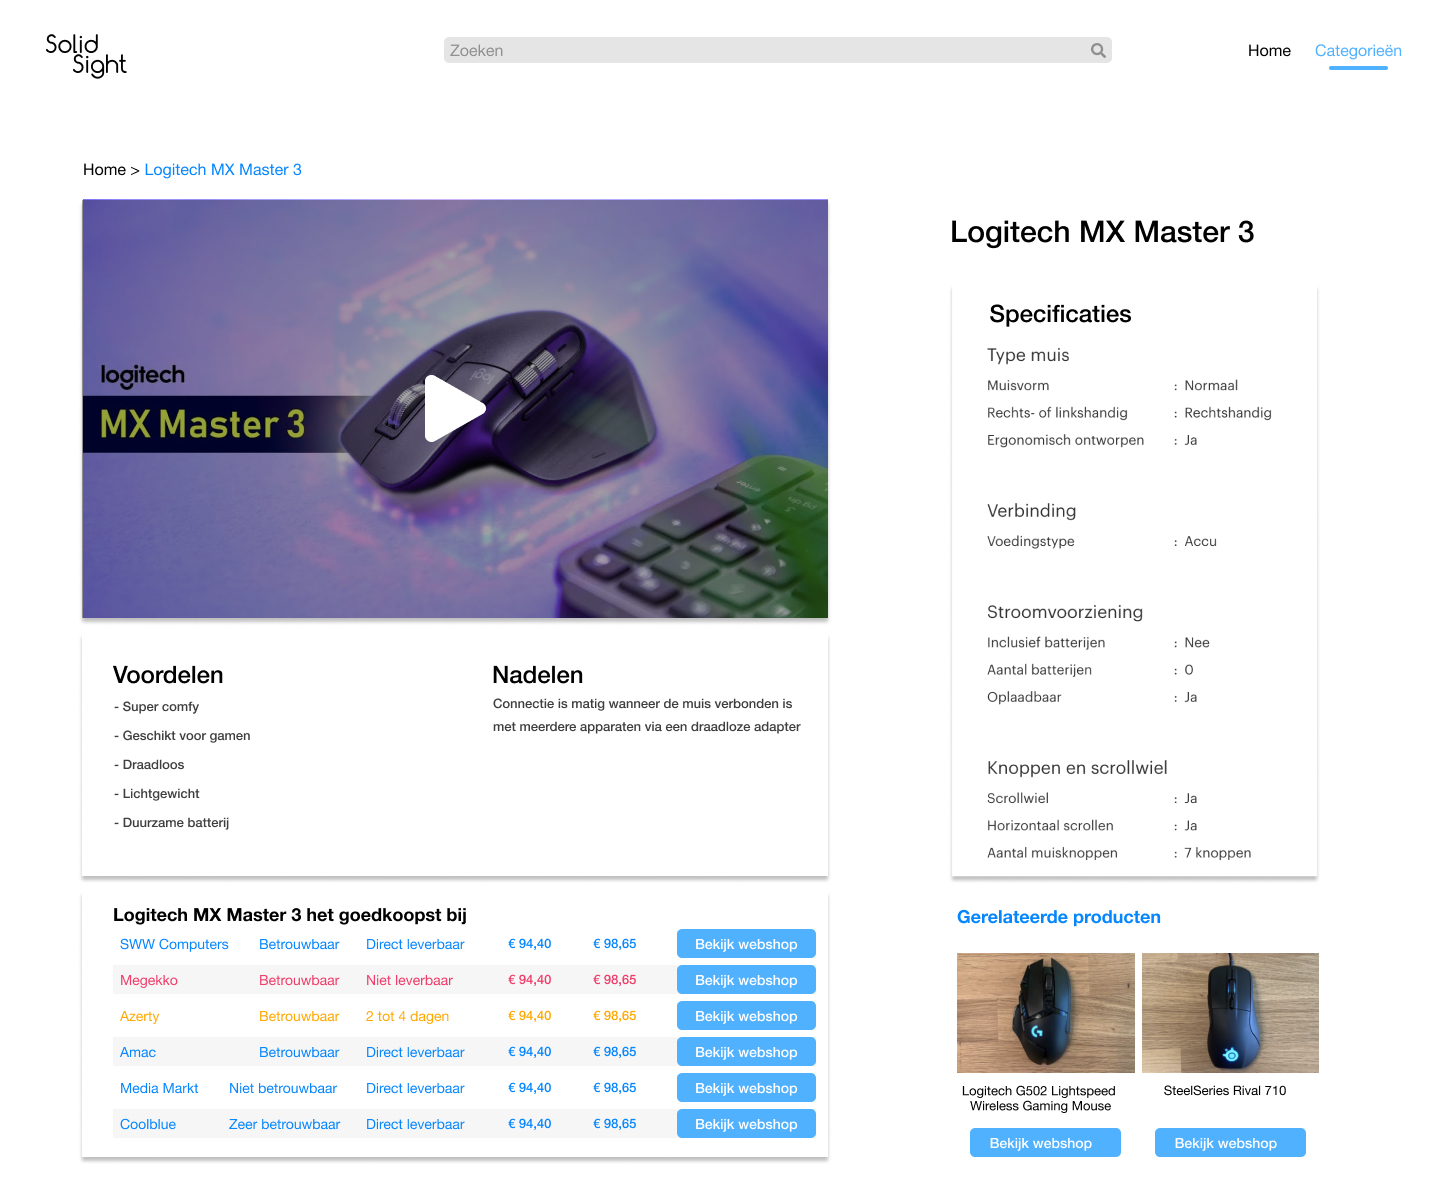 Solid
Sight
Zoeken
Home
Categorieën
Home > Logitech MX Master 3
logitech
MX Master 3
Logitech MX Master 3
Specificaties
Type muis
Muisvorm : Normaal
Rechts- of linkshandig : Rechtshandig
Ergonomisch ontworpen : Ja
Verbinding
Voedingstype : Accu
Stroomvoorziening
Inclusief batterijen : Nee
Aantal batterijen : 0
Oplaadbaar : Ja
Knoppen en scrollwiel
Scrollwiel : Ja
Horizontaal scrollen : Ja
Aantal muisknoppen : 7 knoppen
Voordelen
- Super comfy
- Geschikt voor gamen
- Draadloos
- Lichtgewicht
- Duurzame batterij
Nadelen
Connectie is matig wanneer de muis verbonden is
met meerdere apparaten via een draadloze adapter
Logitech MX Master 3 het goedkoopst bij
SWW Computers Betrouwbaar Direct leverbaar € 94,40 € 98,65 Bekijk webshop
Megekko Betrouwbaar Niet leverbaar € 94,40 € 98,65 Bekijk webshop
Azerty Betrouwbaar 2 tot 4 dagen € 94,40 € 98,65 Bekijk webshop
Amac Betrouwbaar Direct leverbaar € 94,40 € 98,65 Bekijk webshop
Media Markt Niet betrouwbaar Direct leverbaar € 94,40 € 98,65 Bekijk webshop
Coolblue Zeer betrouwbaar Direct leverbaar € 94,40 € 98,65 Bekijk webshop
Gerelateerde producten
Logitech G502 Lightspeed
Wireless Gaming Mouse
Bekijk webshop
SteelSeries Rival 710
Bekijk webshop